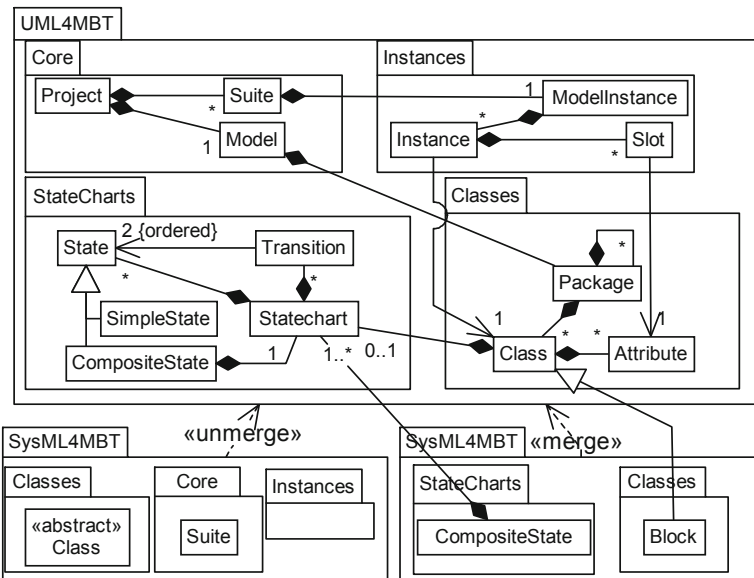 UML4MBT
Core
Project
Suite
*
Model
1
Instances
1
ModelInstance
*
Instance
*
Slot
StateCharts
2 {ordered}
State
Transition
*
*
SimpleState
Statechart
CompositeState
1
1..*
0..1
Classes
*
Package
1
1
Class
*
*
Attribute
«unmerge»
«merge»
SysML4MBT
Classes
«abstract»
Class
Core
Suite
Instances
SysML4MBT
StateCharts
CompositeState
Classes
Block